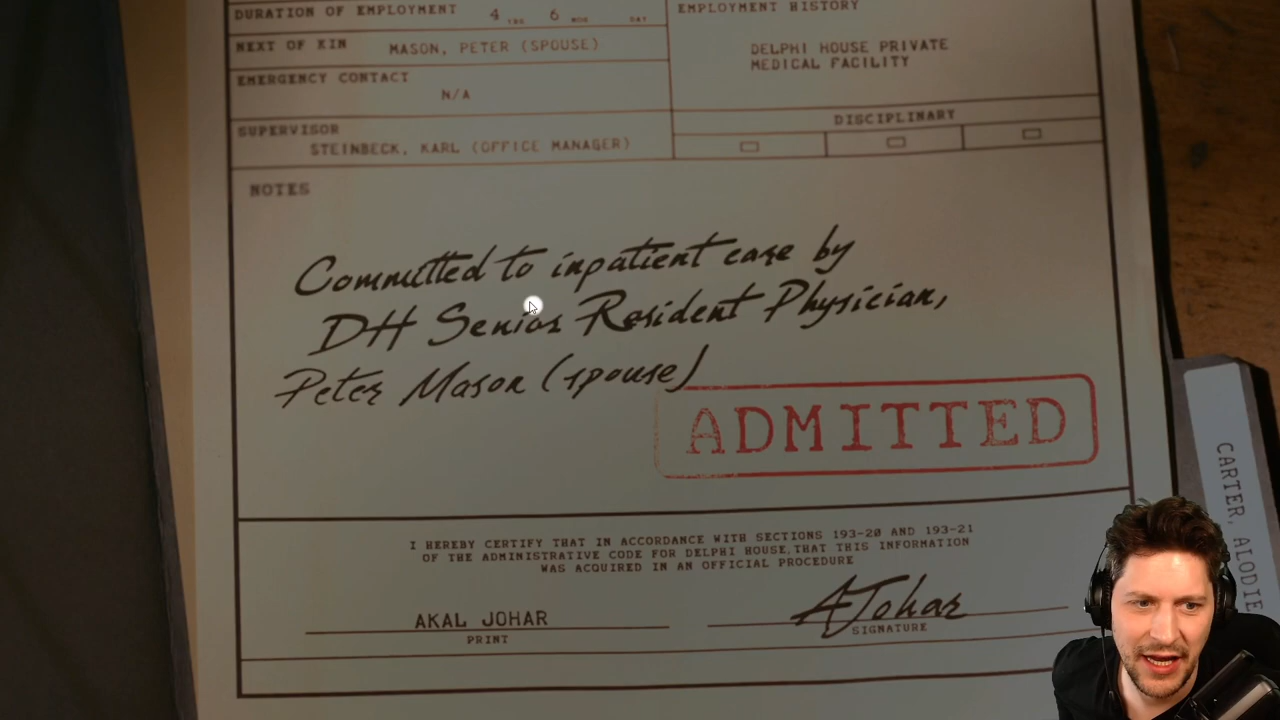 DURATION OF EMPLOYMENT 4 YRS 6 MOS DAY
EMPLOYMENT HISTORY
NEXT OF KIN MASON, PETER (SPOUSE)
DELPHI HOUSE PRIVATE
MEDICAL FACILITY
EMERGENCY CONTACT
N/A
DISCIPLINARY
SUPERVISOR
STEINBECK, KARL (OFFICE MANAGER)
NOTES
Committed to inpatient care by
DH Senior Resident Physician,
Peter Mason (spouse)
ADMITTED
I HEREBY CERTIFY THAT IN ACCORDANCE WITH SECTIONS 193-20 AND 193-21
OF THE ADMINISTRATIVE CODE FOR DELPHI HOUSE, THAT THIS INFORMATION
WAS ACQUIRED IN AN OFFICIAL PROCEDURE
AKAL JOHAR
PRINT
AJohar
SIGNATURE
CARTER, ALODIE